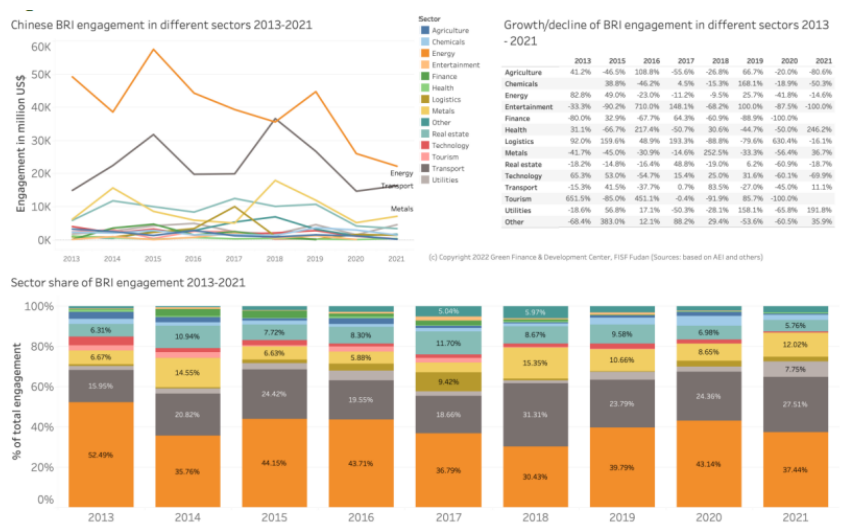 Chinese BRI engagement in different sectors 2013-2021
Engagement in million US$
60K
50K
40K
30K
20K
10K
0K
2013 2014 2015 2016 2017 2018 2019 2020 2021
Energy
Transport
Metals
Sector
Agriculture
Chemicals
Energy
Entertainment
Finance
Health
Logistics
Metals
Other
Real estate
Technology
Tourism
Transport
Utilities
Growth/decline of BRI engagement in different sectors 2013
- 2021
2013 2015 2016 2017 2018 2019 2020 2021
Agriculture 41.2% -46.5% 108.8% -55.6% -26.8% 66.7% -20.0% -80.6%
Chemicals 38.8% -46.2% 4.5% -15.3% 168.1% -18.9% -50.3%
Energy 82.8% 49.0% -23.0% -11.2% -9.5% 25.7% -41.8% -14.6%
Entertainment -33.3% -90.2% 710.0% 148.1% -68.2% 100.0% -87.5% -100.0%
Finance -80.0% 32.9% -67.7% 64.3% -60.9% -88.9% -100.0%
Health 31.1% -66.7% 217.4% -50.7% 30.6% -44.7% -50.0% 246.2%
Logistics 92.0% 159.6% 48.9% 193.3% -88.8% -79.6% 630.4% -16.1%
Metals -41.7% -45.0% -30.9% -14.6% 252.5% -33.3% -56.4% 36.7%
Real estate -18.2% -14.8% -16.4% 48.8% -19.0% 6.2% -60.9% -18.7%
Technology 65.3% 53.0% -54.7% 15.4% 25.0% 31.6% -60.1% -69.9%
Transport -15.3% 41.5% -37.7% 0.7% 83.5% -27.0% -45.0% 11.1%
Tourism 651.5% -85.0% 451.1% -0.4% -91.9% 85.7% -100.0%
Utilities -18.6% 56.8% 17.1% -50.3% -28.1% 158.1% -65.8% 191.8%
Other -68.4% 383.0% 12.1% 88.2% 29.4% -53.6% -60.5% 35.9%
(c) Copyright 2022 Green Finance & Development Center, FISF Fudan (Sources: based on AEI and others)
Sector share of BRI engagement 2013-2021
% of total engagement
100%
80%
60%
40%
20%
0%
6.31%
6.67%
15.95%
52.49%
10.94%
14.55%
20.82%
35.76%
7.72%
6.63%
24.42%
44.15%
8.30%
5.88%
19.55%
43.71%
5.04%
11.70%
9.42%
18.66%
36.79%
5.97%
8.67%
15.35%
31.31%
30.43%
9.58%
10.66%
23.79%
39.79%
6.98%
8.65%
24.36%
43.14%
5.76%
12.02%
7.75%
27.51%
37.44%
2013 2014 2015 2016 2017 2018 2019 2020 2021